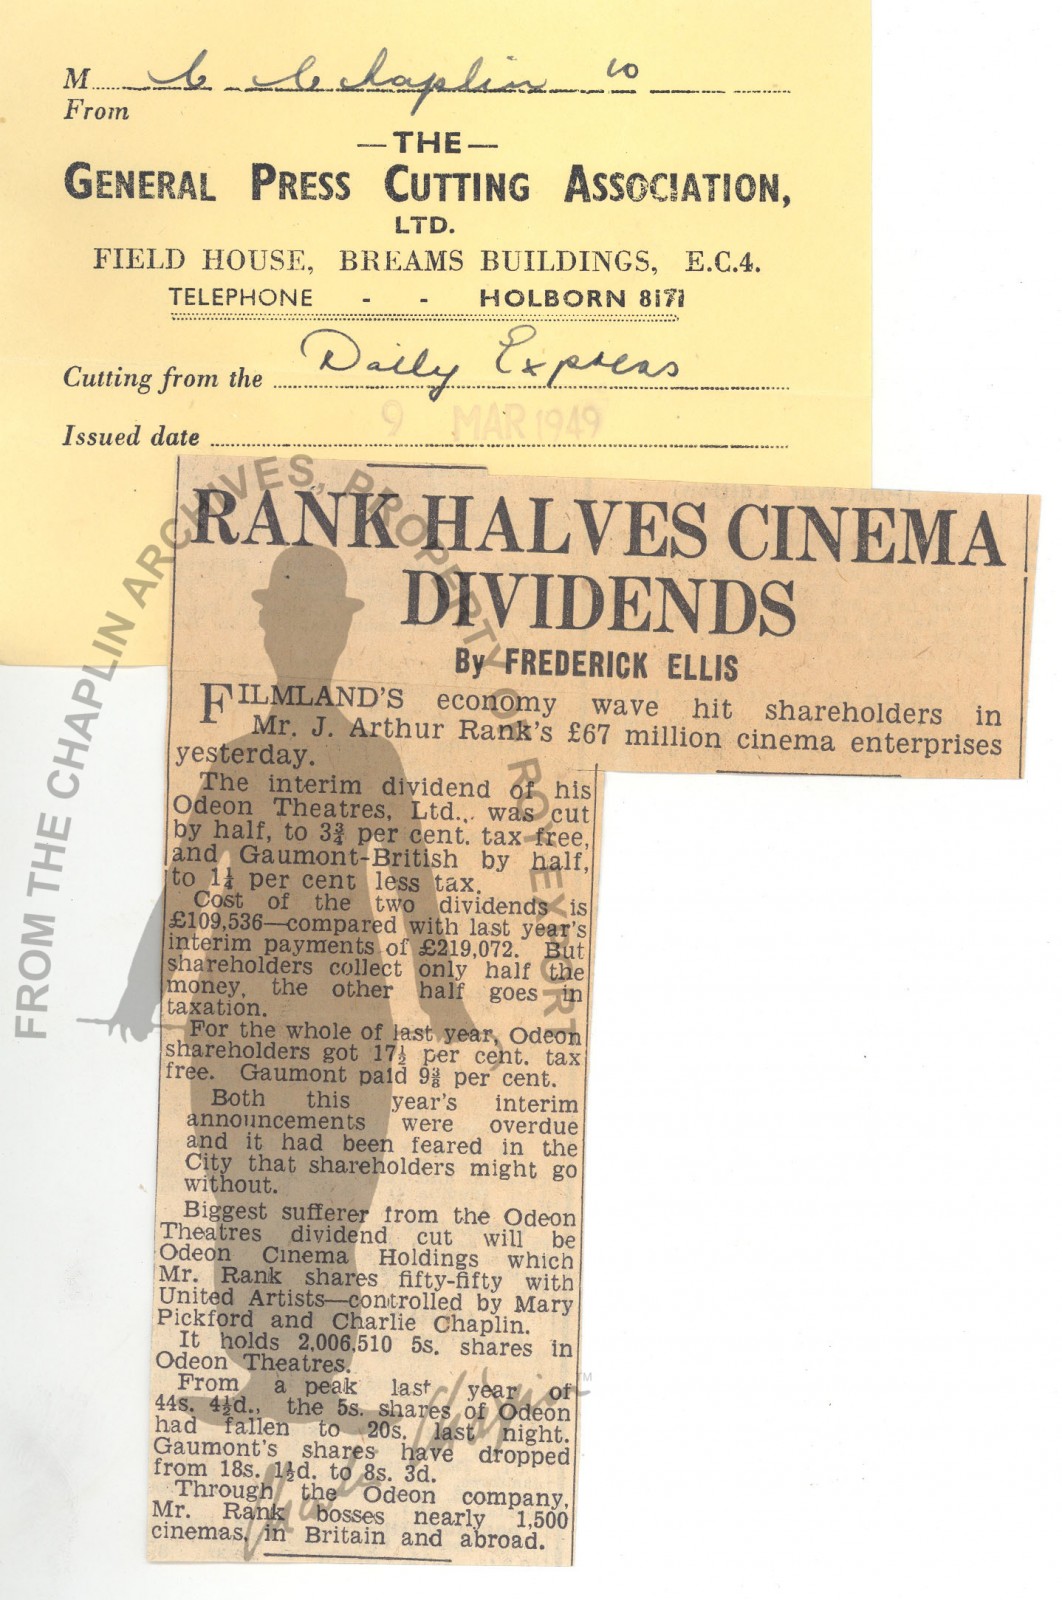 M C. Chaplin 10
From
—THE—
GENERAL PRESS CUTTING ASSOCIATION,
LTD.
FIELD HOUSE, BREAMS BUILDINGS, E.C.4.
TELEPHONE - - HOLBORN 8171
Cutting from the Daily Express
9 MAR 1949
Issued date
FROM THE CHAPLIN ARCHIVES, PROPERTY OF ROY EXPORT
RANK HALVES CINEMA
DIVIDENDS
By FREDERICK ELLIS
FILMLAND'S economy wave hit shareholders in
Mr. J. Arthur Rank's £67 million cinema enterprises
yesterday.
The interim dividend of his
Odeon Theatres, Ltd., was cut
by half, to 3¾ per cent. tax free,
and Gaumont-British by half,
to 1¼ per cent less tax.
Cost of the two dividends is
£109,536—compared with last year's
interim payments of £219,072. But
shareholders collect only half the
money, the other half goes in
taxation.
For the whole of last year, Odeon
shareholders got 17½ per cent. tax
free. Gaumont paid 9⅜ per cent.
Both this year's interim
announcements were overdue
and it had been feared in the
City that shareholders might go
without.
Biggest sufferer from the Odeon
Theatres dividend cut will be
Odeon Cinema Holdings which
Mr. Rank shares fifty-fifty with
United Artists—controlled by Mary
Pickford and Charlie Chaplin.
It holds 2,006,510 5s. shares in
Odeon Theatres.
From a peak last year of
44s. 4½d., the 5s. shares of Odeon
had fallen to 20s. last night.
Gaumont's shares have dropped
from 18s. 1½d. to 8s. 3d.
Through the Odeon company,
Mr. Rank bosses nearly 1,500
cinemas, in Britain and abroad.
Charles Chaplin™